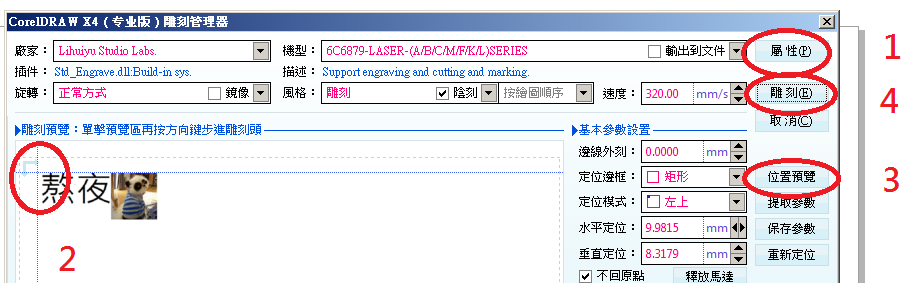 CorelDRAW X4 ( 专业版 ) 雕刻管理器
廠家： Lihuiyu Studio Labs. 機型： 6C6879-LASER-(A/B/C/M/F/K/L)SERIES 輸出到文件 屬性(P) 1
插件： Std_Engrave.dll:Build-in sys. 描述： Support engraving and cutting and marking.
旋轉： 正常方式 鏡像 風格： 雕刻 陰刻 按繪圖順序 速度： 320.00 mm/s 雕刻(E) 4
取消(C)
雕刻預覽：單擊預覽區再按方向鍵步進雕刻頭 基本參數設置
邊線外刻： 0.0000 mm
熬夜 定位邊框： 矩形 位置預覽 3
定位模式： 左上 提取參數
水平定位： 9.9815 mm 保存參數
2 垂直定位： 8.3179 mm 重新定位
不回原點 釋放馬達